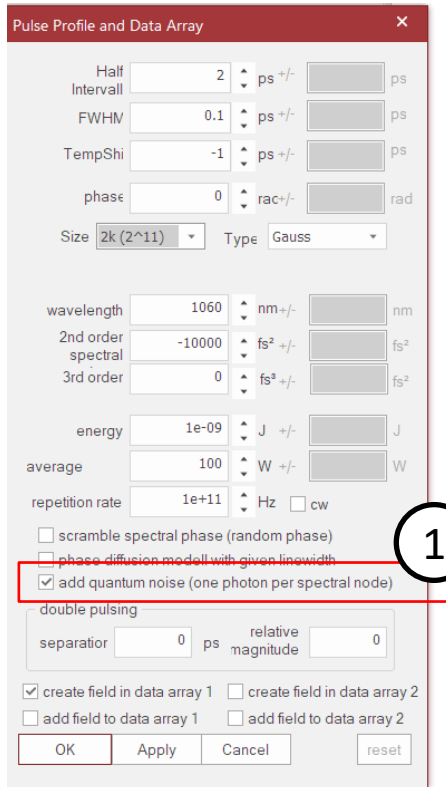 Pulse Profile and Data Array ×
Half Intervall 2 ps +/- ps
FWHM 0.1 ps +/- ps
TempShi -1 ps +/- ps
phase 0 rac +/- rad
Size 2k (2^11) Type Gauss
wavelength 1060 nm +/- nm
2nd order spectral -10000 fs² +/- fs²
3rd order 0 fs³ +/- fs²
energy 1e-09 J +/- J
average 100 W +/- W
repetition rate 1e+11 Hz cw
scramble spectral phase (random phase)
phase diffusion modell with given linewidth
1
add quantum noise (one photon per spectral node)
double pulsing
separatior 0 ps relative magnitude 0
create field in data array 1 create field in data array 2
add field to data array 1 add field to data array 2
OK Apply Cancel reset